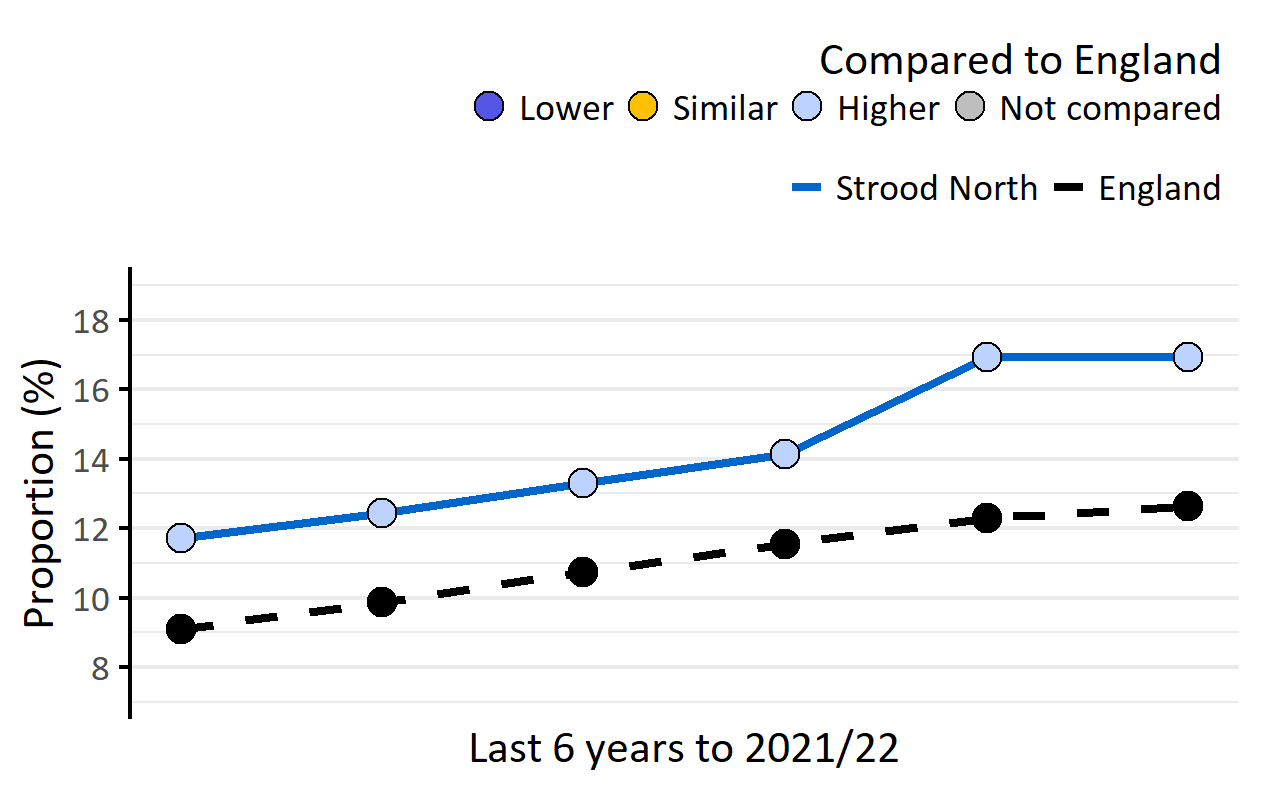 Compared to England
Lower Similar Higher Not compared
Strood North England
Proportion (%)
18
16
14
12
10
8
Last 6 years to 2021/22